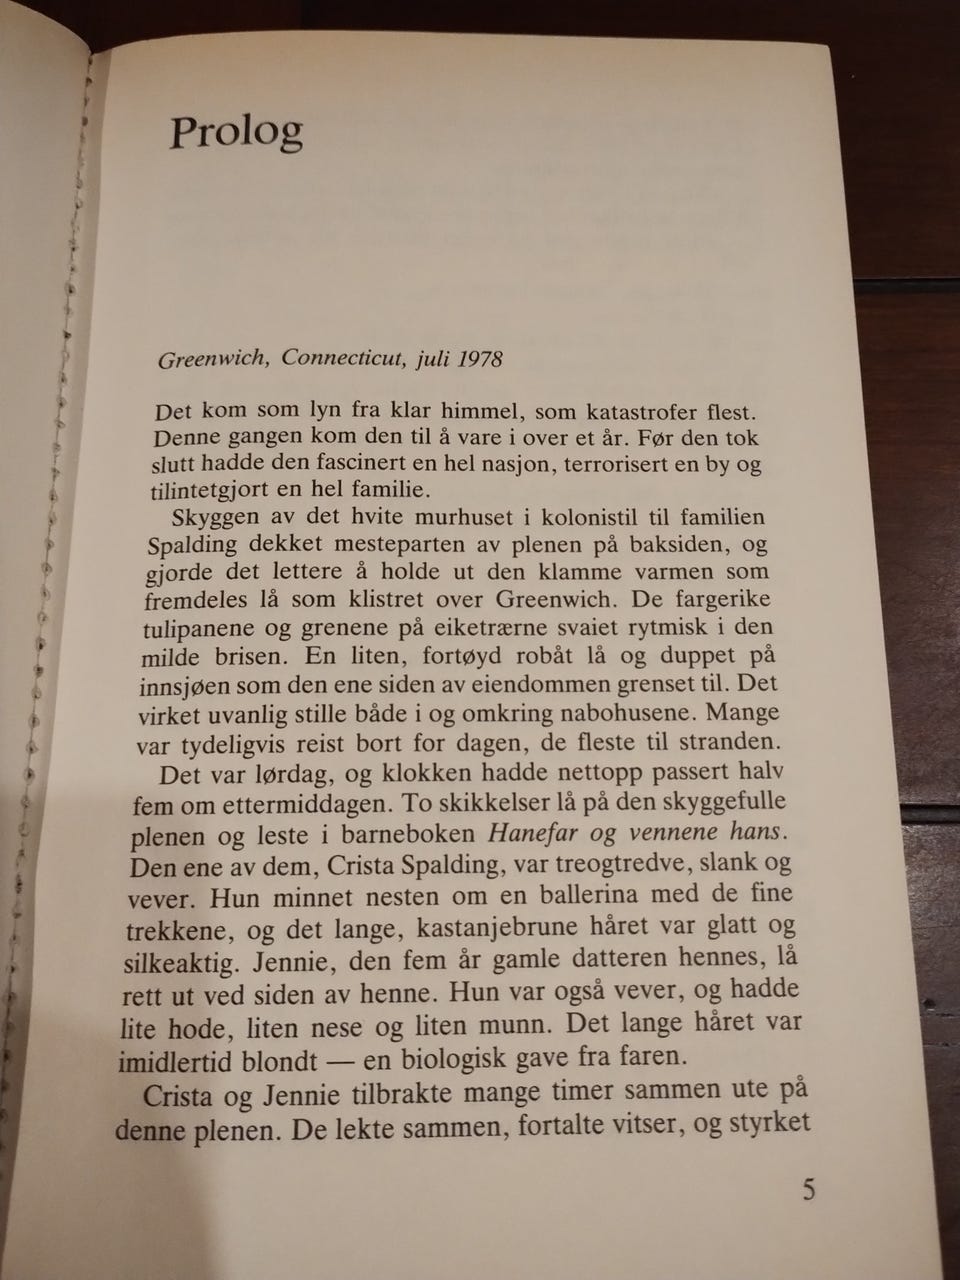 Prolog
Greenwich, Connecticut, juli 1978
Det kom som lyn fra klar himmel, som katastrofer flest.
Denne gangen kom den til å vare i over et år. Før den tok
slutt hadde den fascinert en hel nasjon, terrorisert en by og
tilintetgjort en hel familie.
Skyggen av det hvite murhuset i kolonistil til familien
Spalding dekket mesteparten av plenen på baksiden, og
gjorde det lettere å holde ut den klamme varmen som
fremdeles lå som klistret over Greenwich. De fargerike
tulipanene og grenene på eiketrærne svaiet rytmisk i den
milde brisen. En liten, fortøyd robåt lå og duppet på
innsjøen som den ene siden av eiendommen grenset til. Det
virket uvanlig stille både i og omkring nabohusene. Mange
var tydeligvis reist bort for dagen, de fleste til stranden.
Det var lørdag, og klokken hadde nettopp passert halv
fem om ettermiddagen. To skikkelser lå på den skyggefulle
plenen og leste i barneboken Hanefar og vennene hans.
Den ene av dem, Crista Spalding, var treogtredve, slank og
vever. Hun minnet nesten om en ballerina med de fine
trekkene, og det lange, kastanjebrune håret var glatt og
silkeaktig. Jennie, den fem år gamle datteren hennes, lå
rett ut ved siden av henne. Hun var også vever, og hadde
lite hode, liten nese og liten munn. Det lange håret var
imidlertid blondt — en biologisk gave fra faren.
Crista og Jennie tilbrakte mange timer sammen ute på
denne plenen. De lekte sammen, fortalte vitser, og styrket
5